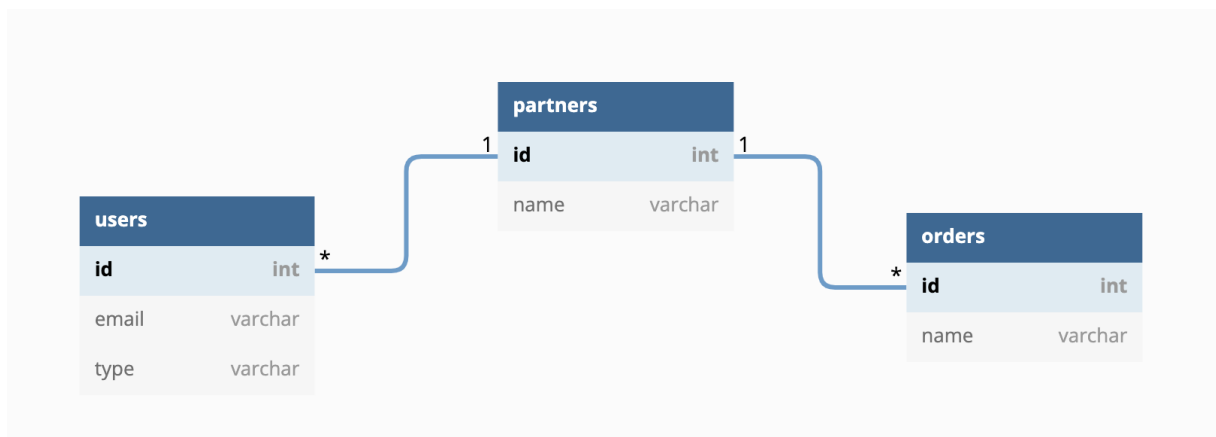 partners
1
id int
1
name varchar
users
id int
*
email varchar
type varchar
orders
*
id int
name varchar